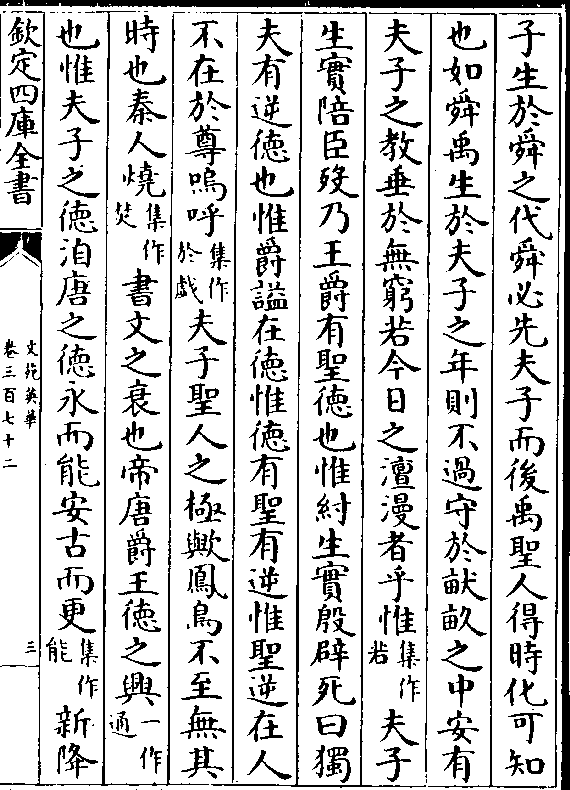 子生於舜之代舜必先夫子而後禹聖人得時化可知
也如舜禹生於夫子之年則不過守於畎畝之中安有
夫子之教垂於無窮若今日之澶漫者乎惟集作若夫子
生實陪臣歿乃王爵有聖徳也惟紂生實殷辟死曰獨
夫有逆徳也惟爵謚在徳惟徳有聖有逆惟聖逆在人
不在於尊嗚呼集作於戲夫子聖人之極歟鳳鳥不至無其
時也秦人燒集作焚書文之衰也帝唐爵王徳之興一作通
也惟夫子之徳洎唐之徳永而能安古而更集作能新降
欽定四庫全書
文苑英華
卷三百七十二
三